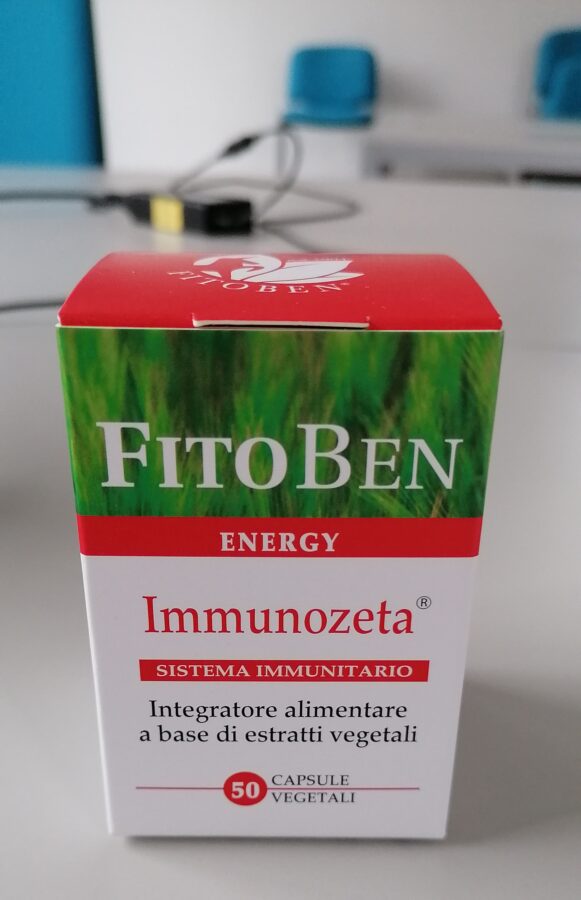 FITOBEN®
FITOBEN
ENERGY
Immunozeta®
SISTEMA IMMUNITARIO
Integratore alimentare
a base di estratti vegetali
50 CAPSULE
VEGETALI